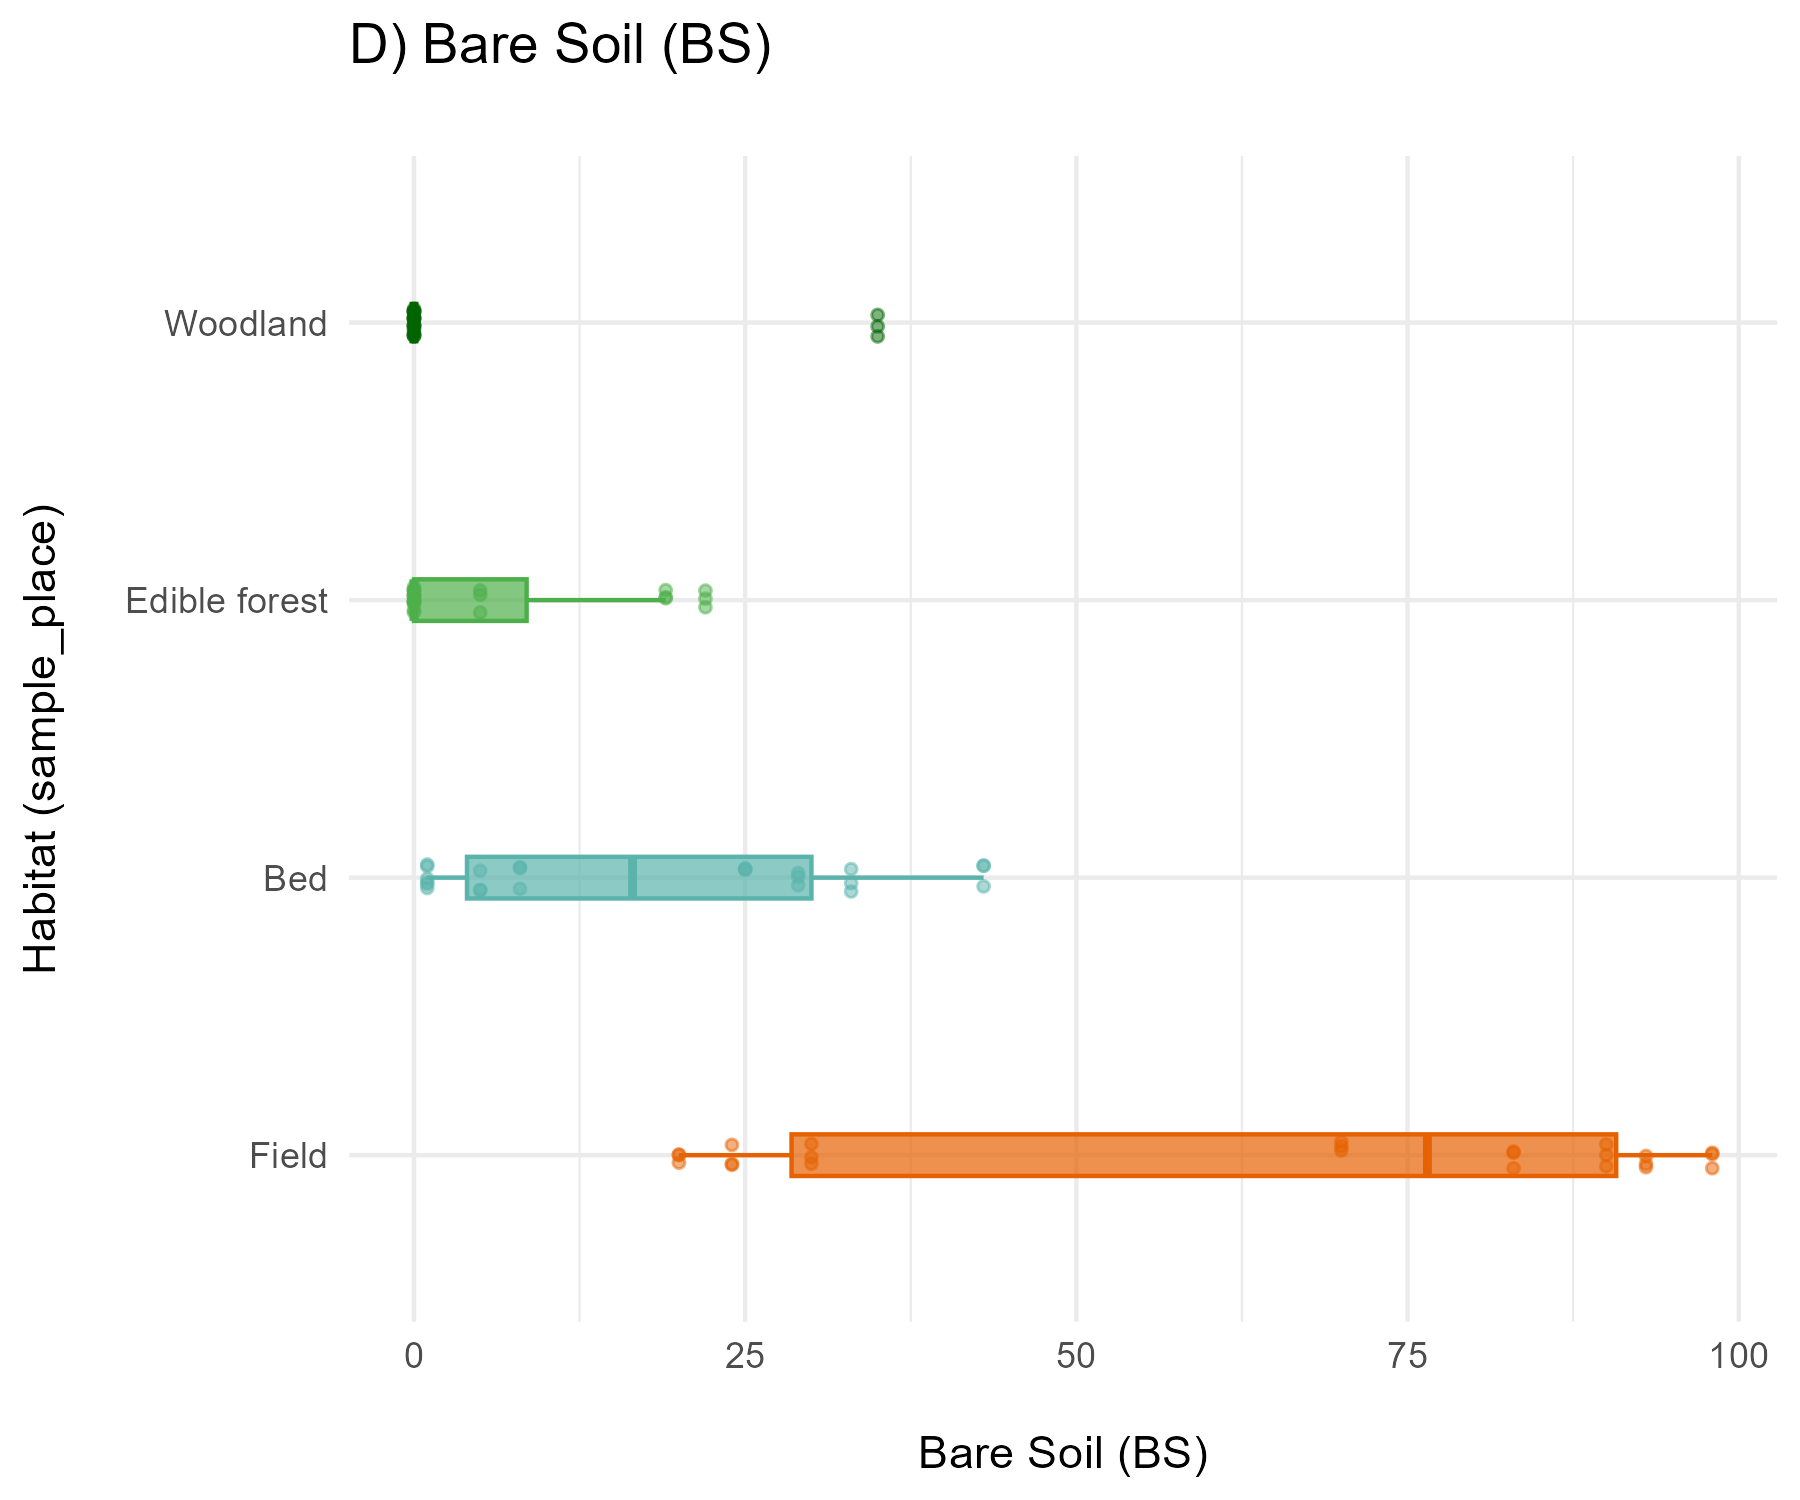 D) Bare Soil (BS)
Habitat (sample_place)
Woodland
Edible forest
Bed
Field
0 25 50 75 100
Bare Soil (BS)